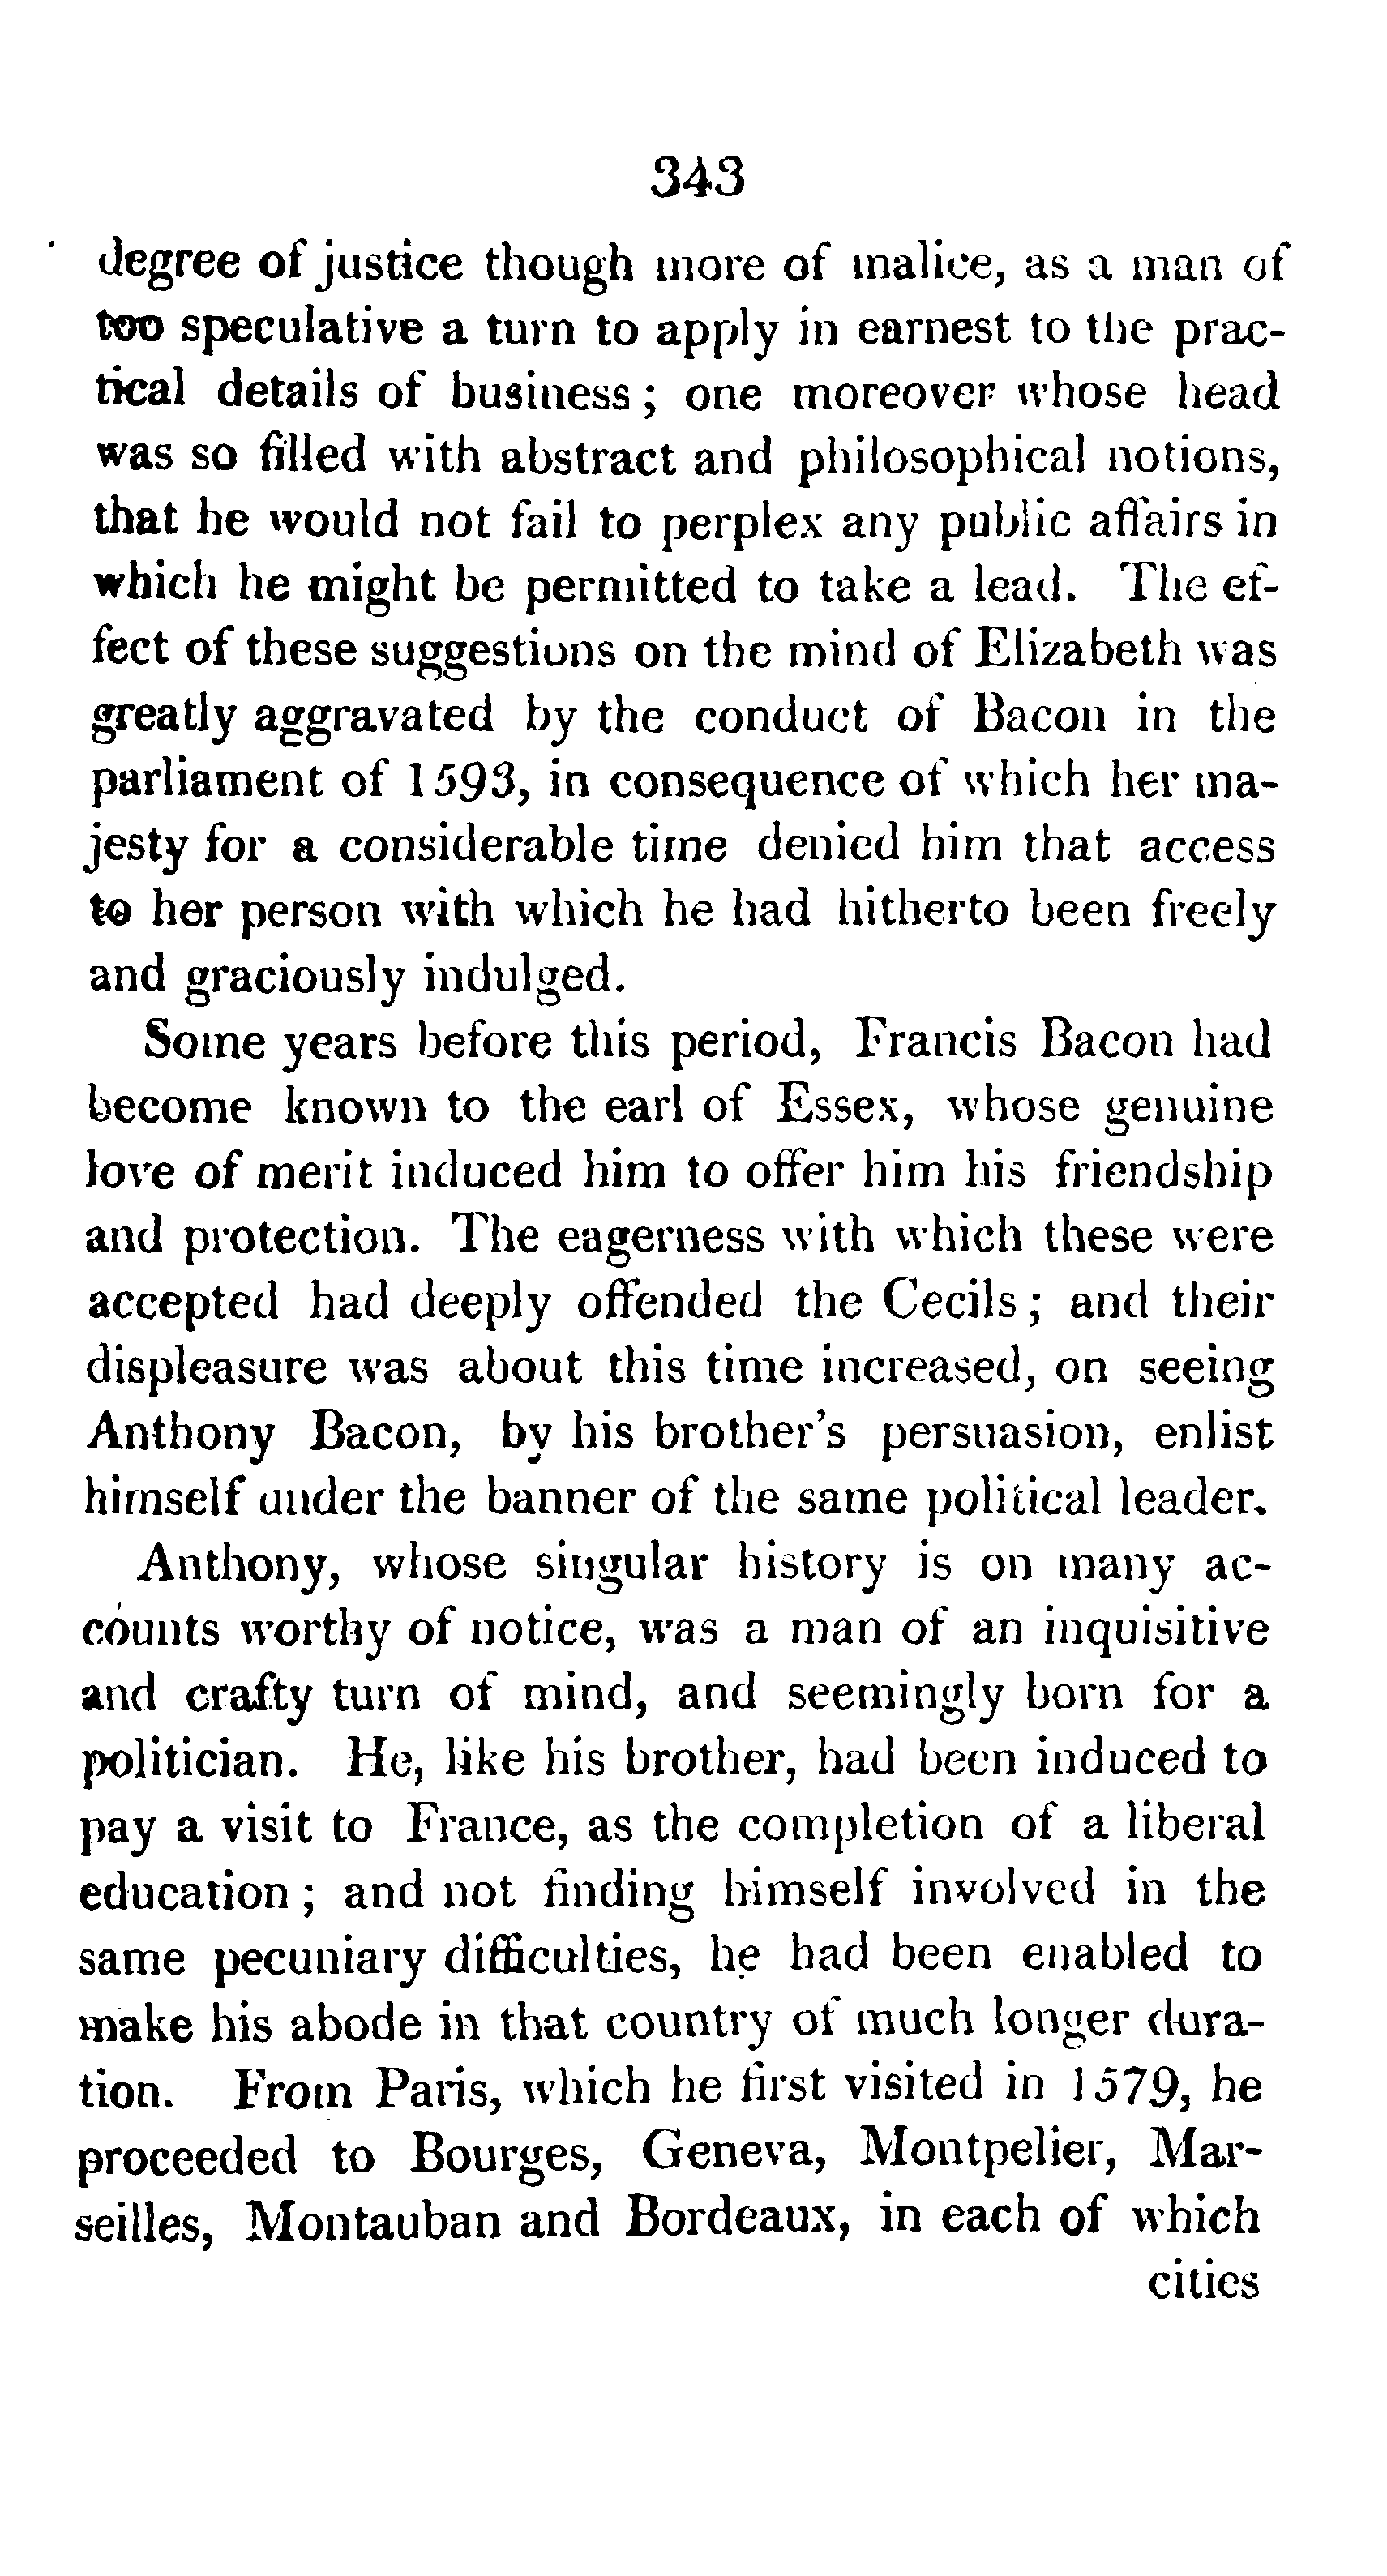 343
degree of justice though more of malice, as a man of
too speculative a turn to apply in earnest to the prac-
tical details of business; one moreover whose head
was so filled with abstract and philosophical notions,
that he would not fail to perplex any public affairs in
which he might be permitted to take a lead. The ef-
fect of these suggestions on the mind of Elizabeth was
greatly aggravated by the conduct of Bacon in the
parliament of 1593, in consequence of which her ma-
jesty for a considerable time denied him that access
to her person with which he had hitherto been freely
and graciously indulged.
Some years before this period, Francis Bacon had
become known to the earl of Essex, whose genuine
love of merit induced him to offer him his friendship
and protection. The eagerness with which these were
accepted had deeply offended the Cecils; and their
displeasure was about this time increased, on seeing
Anthony Bacon, by his brother's persuasion, enlist
himself under the banner of the same political leader.
Anthony, whose singular history is on many ac-
counts worthy of notice, was a man of an inquisitive
and crafty turn of mind, and seemingly born for a
politician. He, like his brother, had been induced to
pay a visit to France, as the completion of a liberal
education; and not finding himself involved in the
same pecuniary difficulties, he had been enabled to
make his abode in that country of much longer dura-
tion. From Paris, which he first visited in 1579, he
proceeded to Bourges, Geneva, Montpelier, Mar-
seilles, Montauban and Bordeaux, in each of which
cities